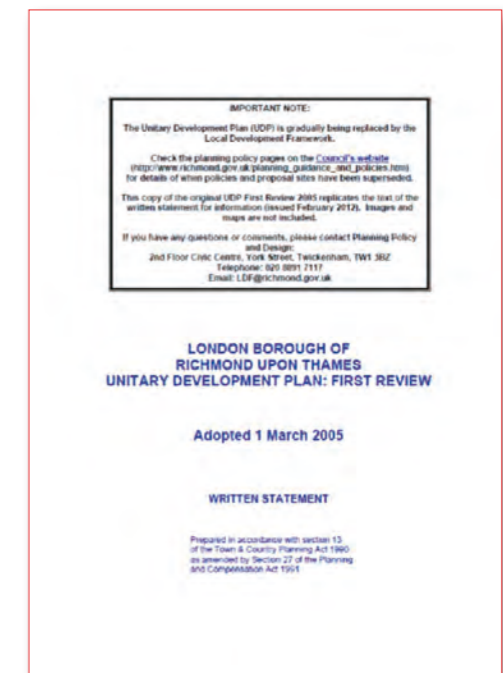 IMPORTANT NOTE:
The Unitary Development Plan (UDP) is gradually being replaced by the
Local Development Framework.
Check the planning policy pages on the Council's website
(http://www.richmond.gov.uk/planning_guidance_and_policies.htm)
for details of when policies and proposal sites have been superseded.
This copy of the original UDP First Review 2005 replicates the text of the
written statement for information (issued February 2012). Images and
maps are not included.
If you have any questions or comments, please contact Planning Policy
and Design:
2nd Floor Civic Centre, York Street, Twickenham, TW1 3BZ
Telephone: 020 8891 7117
Email: LDF@richmond.gov.uk
LONDON BOROUGH OF
RICHMOND UPON THAMES
UNITARY DEVELOPMENT PLAN: FIRST REVIEW
Adopted 1 March 2005
WRITTEN STATEMENT
Prepared in accordance with section 13
of the Town & Country Planning Act 1990
as amended by Section 27 of the Planning
and Compensation Act 1991